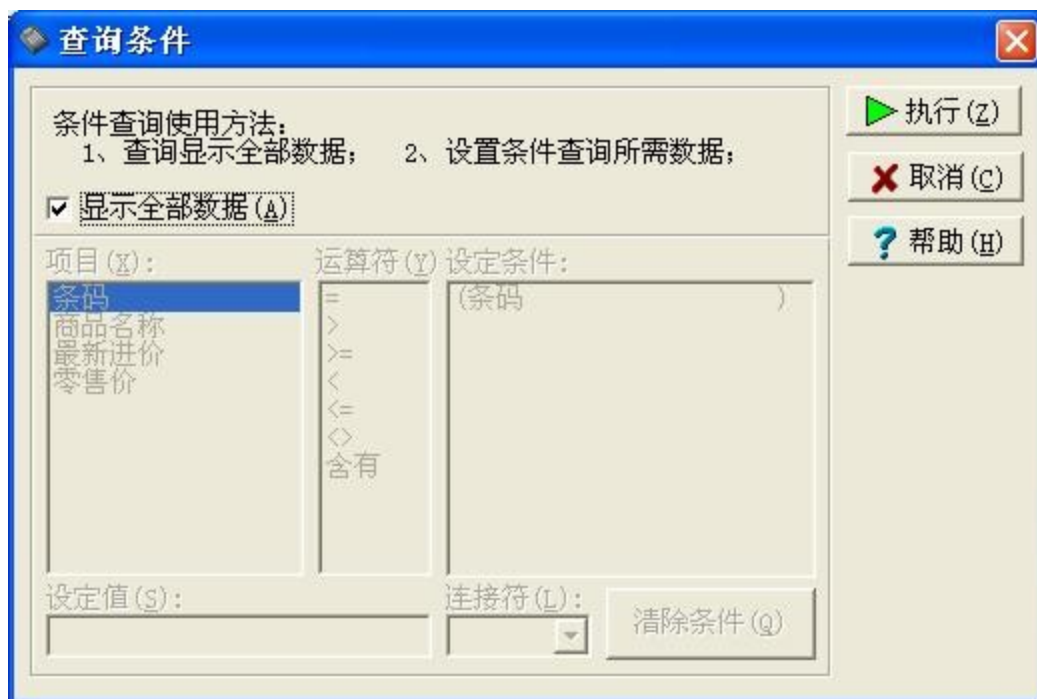 查询条件
条件查询使用方法：
1、查询显示全部数据； 2、设置条件查询所需数据；
显示全部数据(A)
项目(X)：
条码
商品名称
最新进价
零售价
运算符(Y)
=
>
>=
<
<=
<>
含有
设定条件：
(条码 )
设定值(S)：
连接符(L)：
清除条件(Q)
执行(Z)
取消(C)
帮助(H)